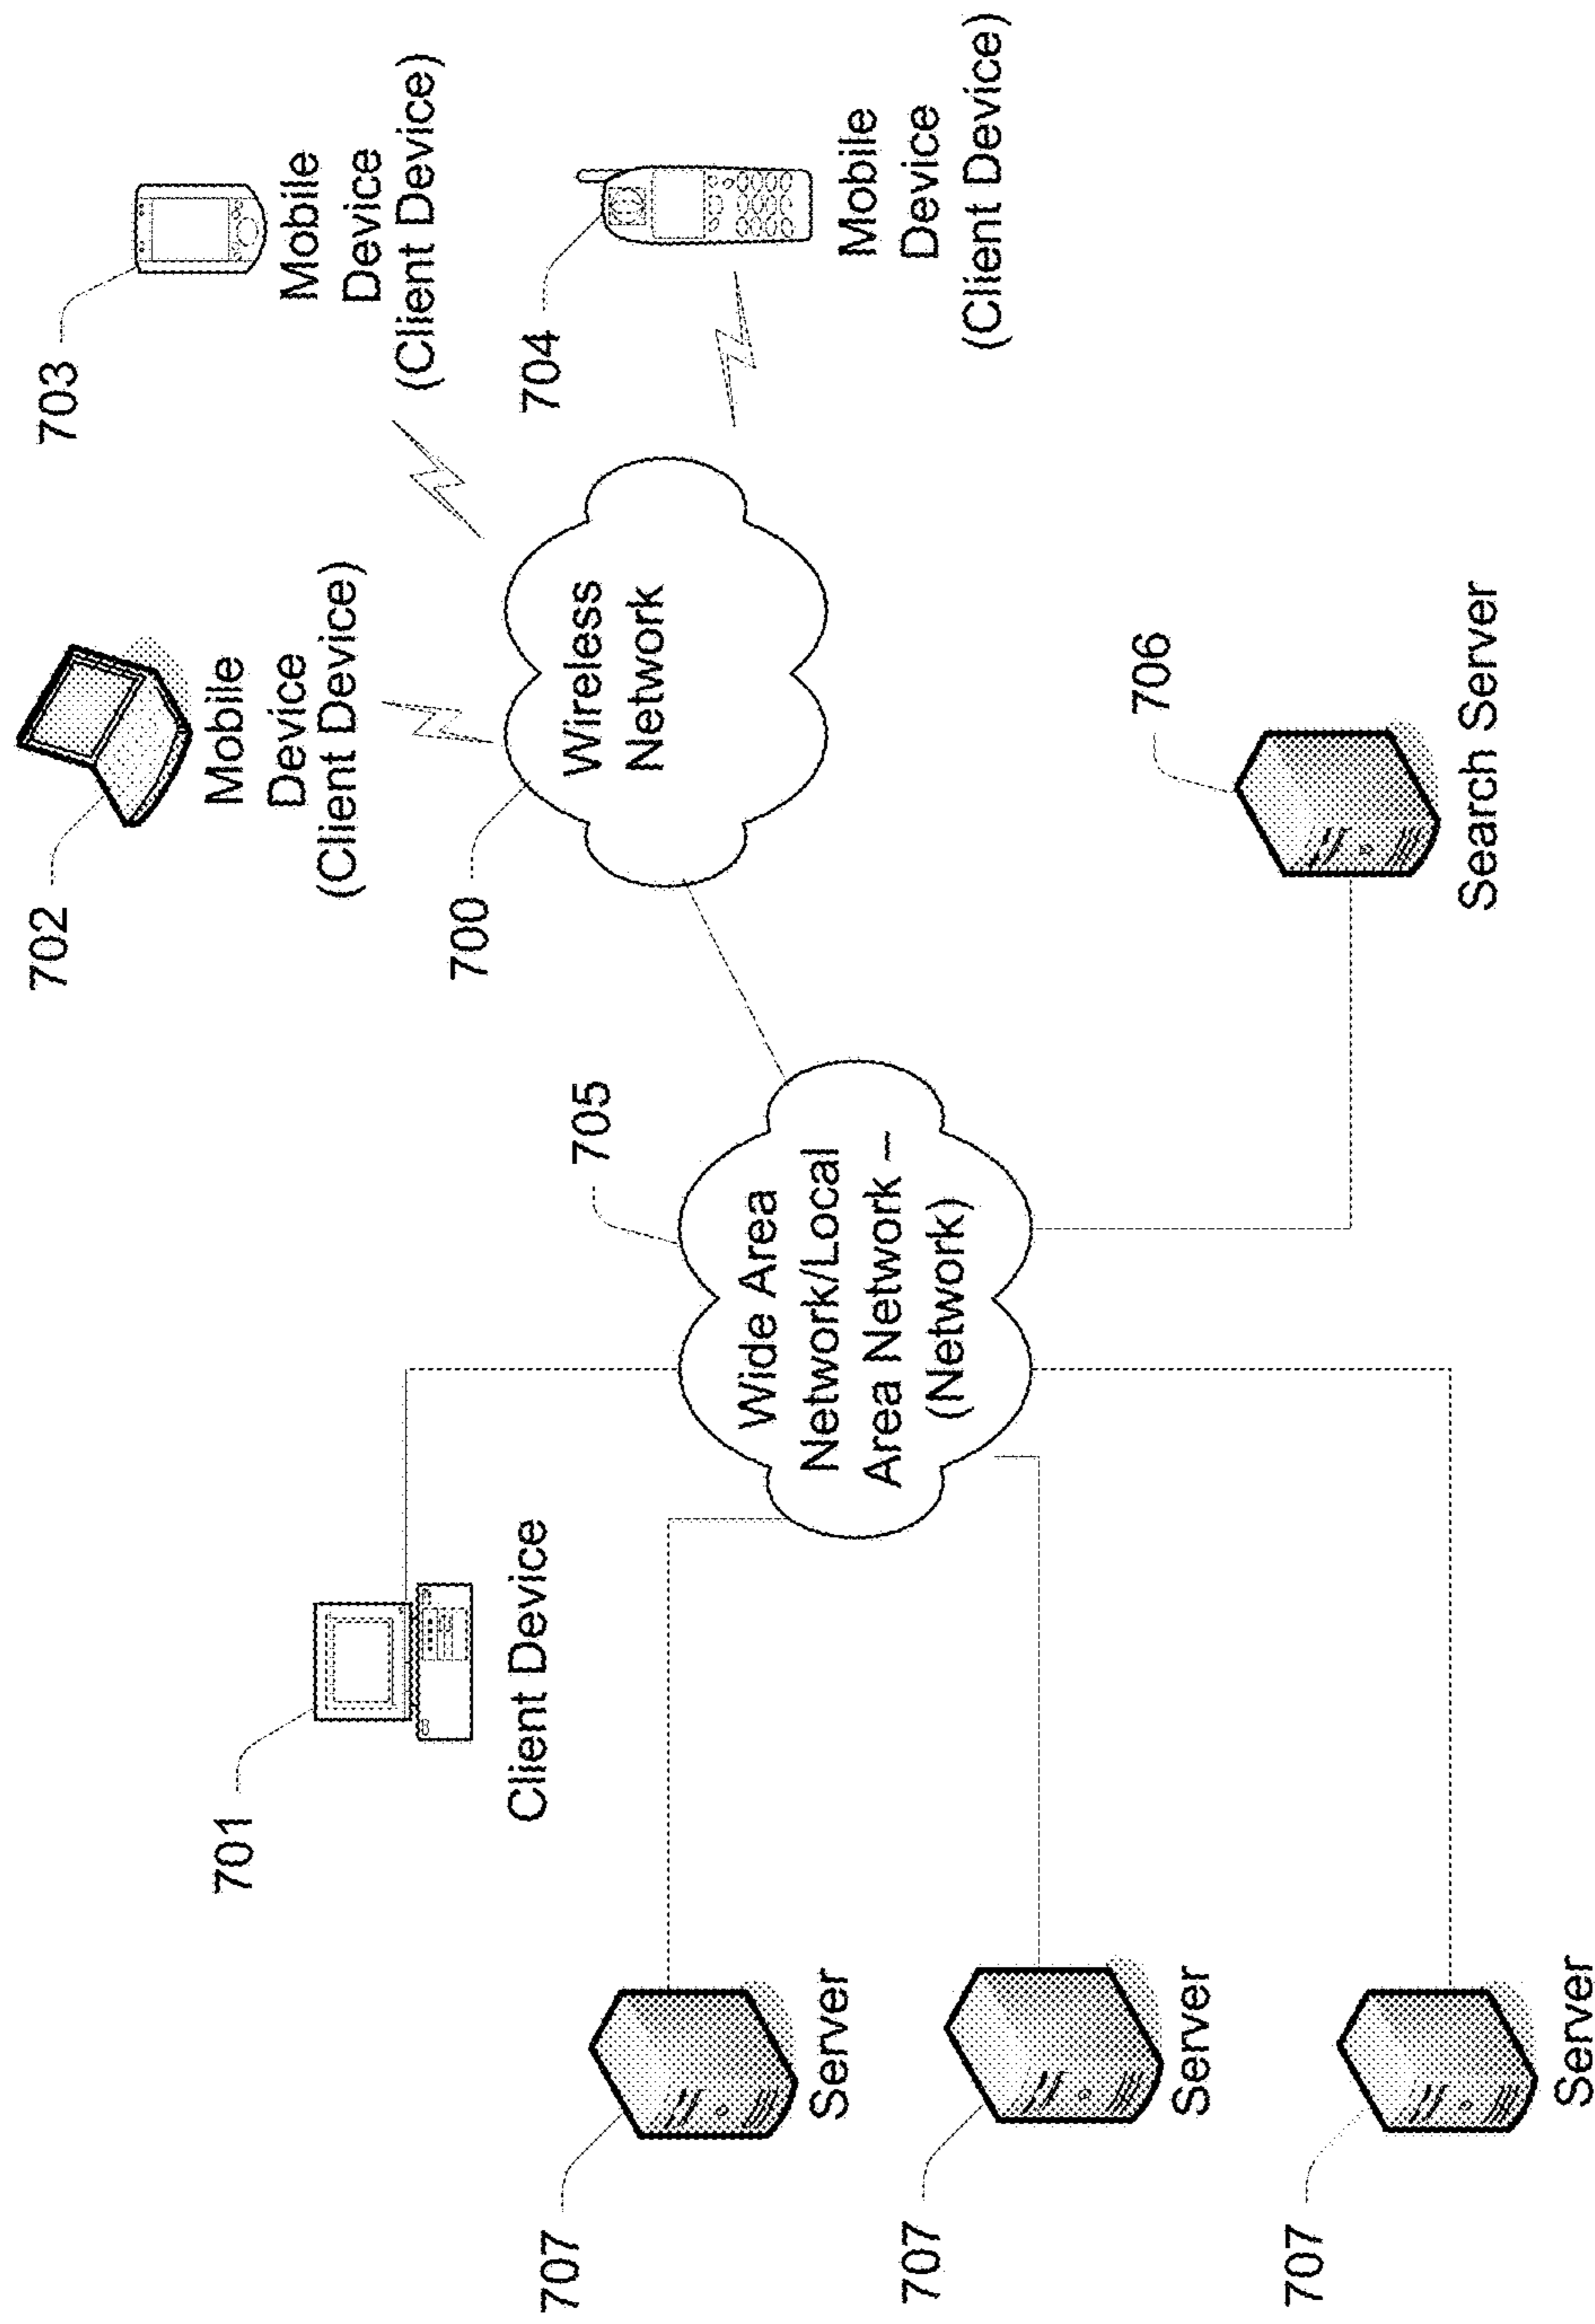 702
Mobile
Device
(Client Device)
703
Mobile
Device
(Client Device)
701
Client Device
700
Wireless
Network
704
Mobile
Device
(Client Device)
705
Wide Area
Network/Local
Area Network –
(Network)
707
Server
707
Server
707
Server
706
Search Server